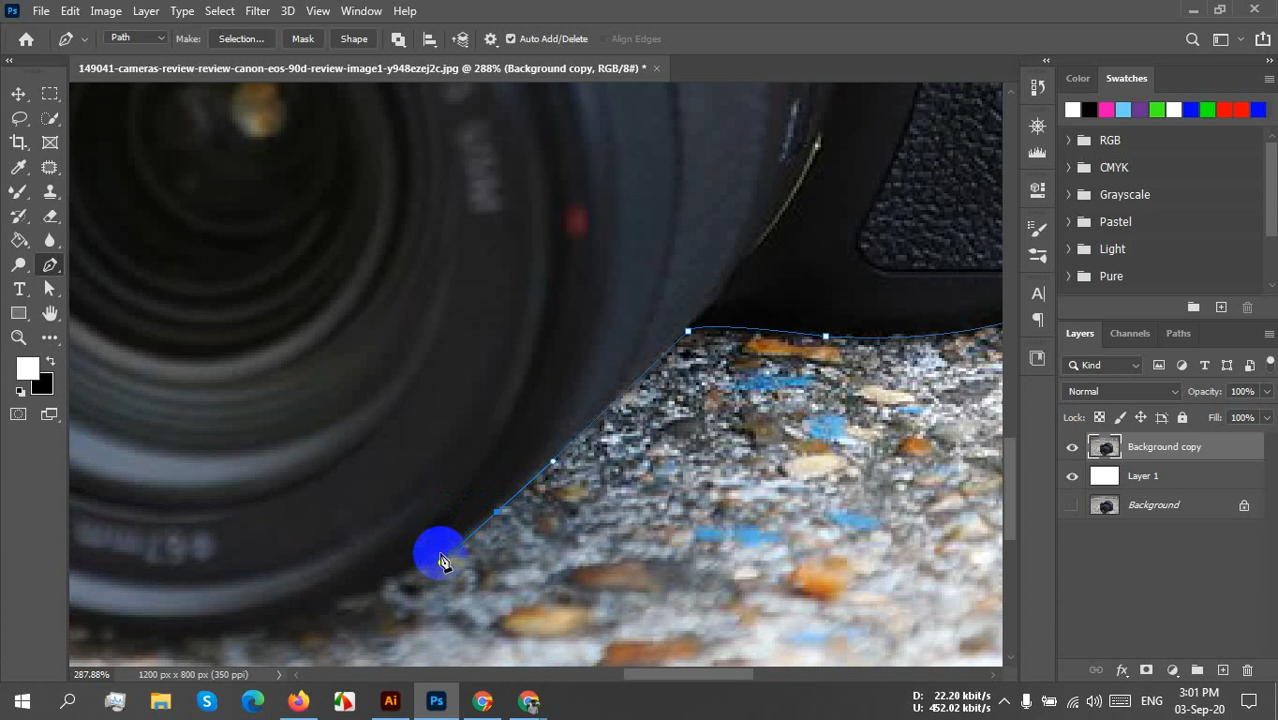 Ps File Edit Image Layer Type Select Filter 3D View Window Help
Path Make: Selection... Mask Shape Auto Add/Delete Align Edges
149041-cameras-review-review-canon-eos-90d-review-image1-y948ezej2c.jpg @ 288% (Background copy, RGB/8#) * ×
Color Swatches
RGB
CMYK
Grayscale
Pastel
Light
Pure
Layers Channels Paths
Kind
Normal Opacity: 100%
Lock: Fill: 100%
Background copy
Layer 1
Background
67mm
287.88% 1200 px x 800 px (350 ppi)
Ai Ps
D: 22.20 kbit/s
U: 452.02 kbit/s
ENG
3:01 PM
03-Sep-20